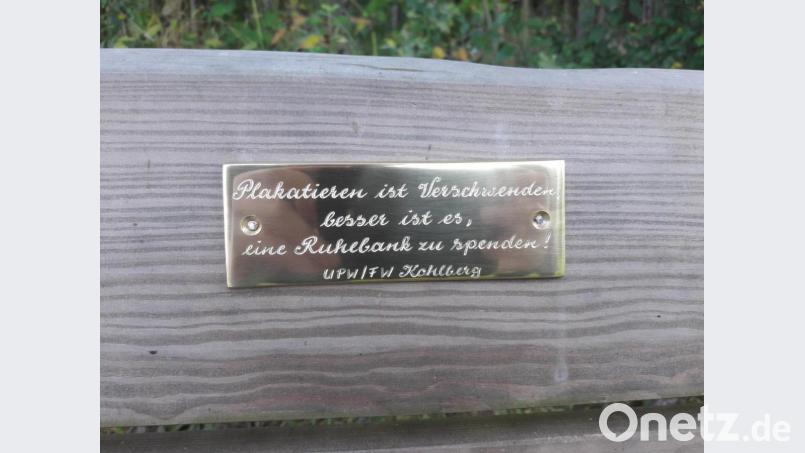 Plakatieren ist Verschwenden
besser ist es,
eine Ruhebank zu spenden!
UPW/FW Kohlberg
Onetz.de